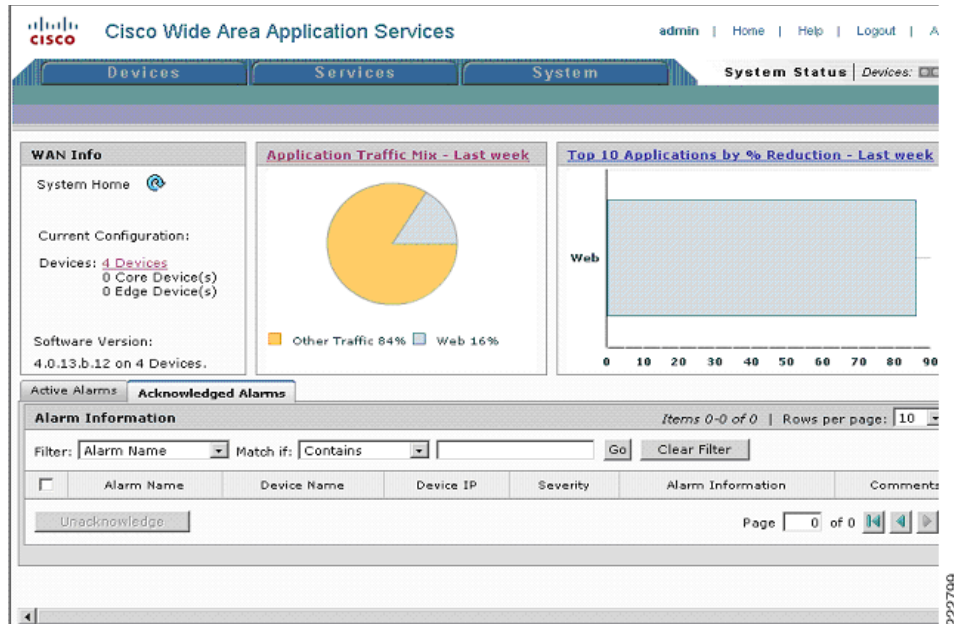 cisco Cisco Wide Area Application Services admin | Home | Help | Logout | A
Devices Services System System Status | Devices:
WAN Info
System Home
Current Configuration:
Devices: 4 Devices
0 Core Device(s)
0 Edge Device(s)
Software Version:
4.0.13.b.12 on 4 Devices.
Application Traffic Mix - Last week
Other Traffic 84% Web 16%
Top 10 Applications by % Reduction - Last week
Web
0 10 20 30 40 50 60 70 80 90
Active Alarms Acknowledged Alarms
Alarm Information Items 0-0 of 0 | Rows per page: 10
Filter: Alarm Name Match if: Contains Go Clear Filter
Alarm Name Device Name Device IP Severity Alarm Information Comments
Unacknowledge Page 0 of 0
222799